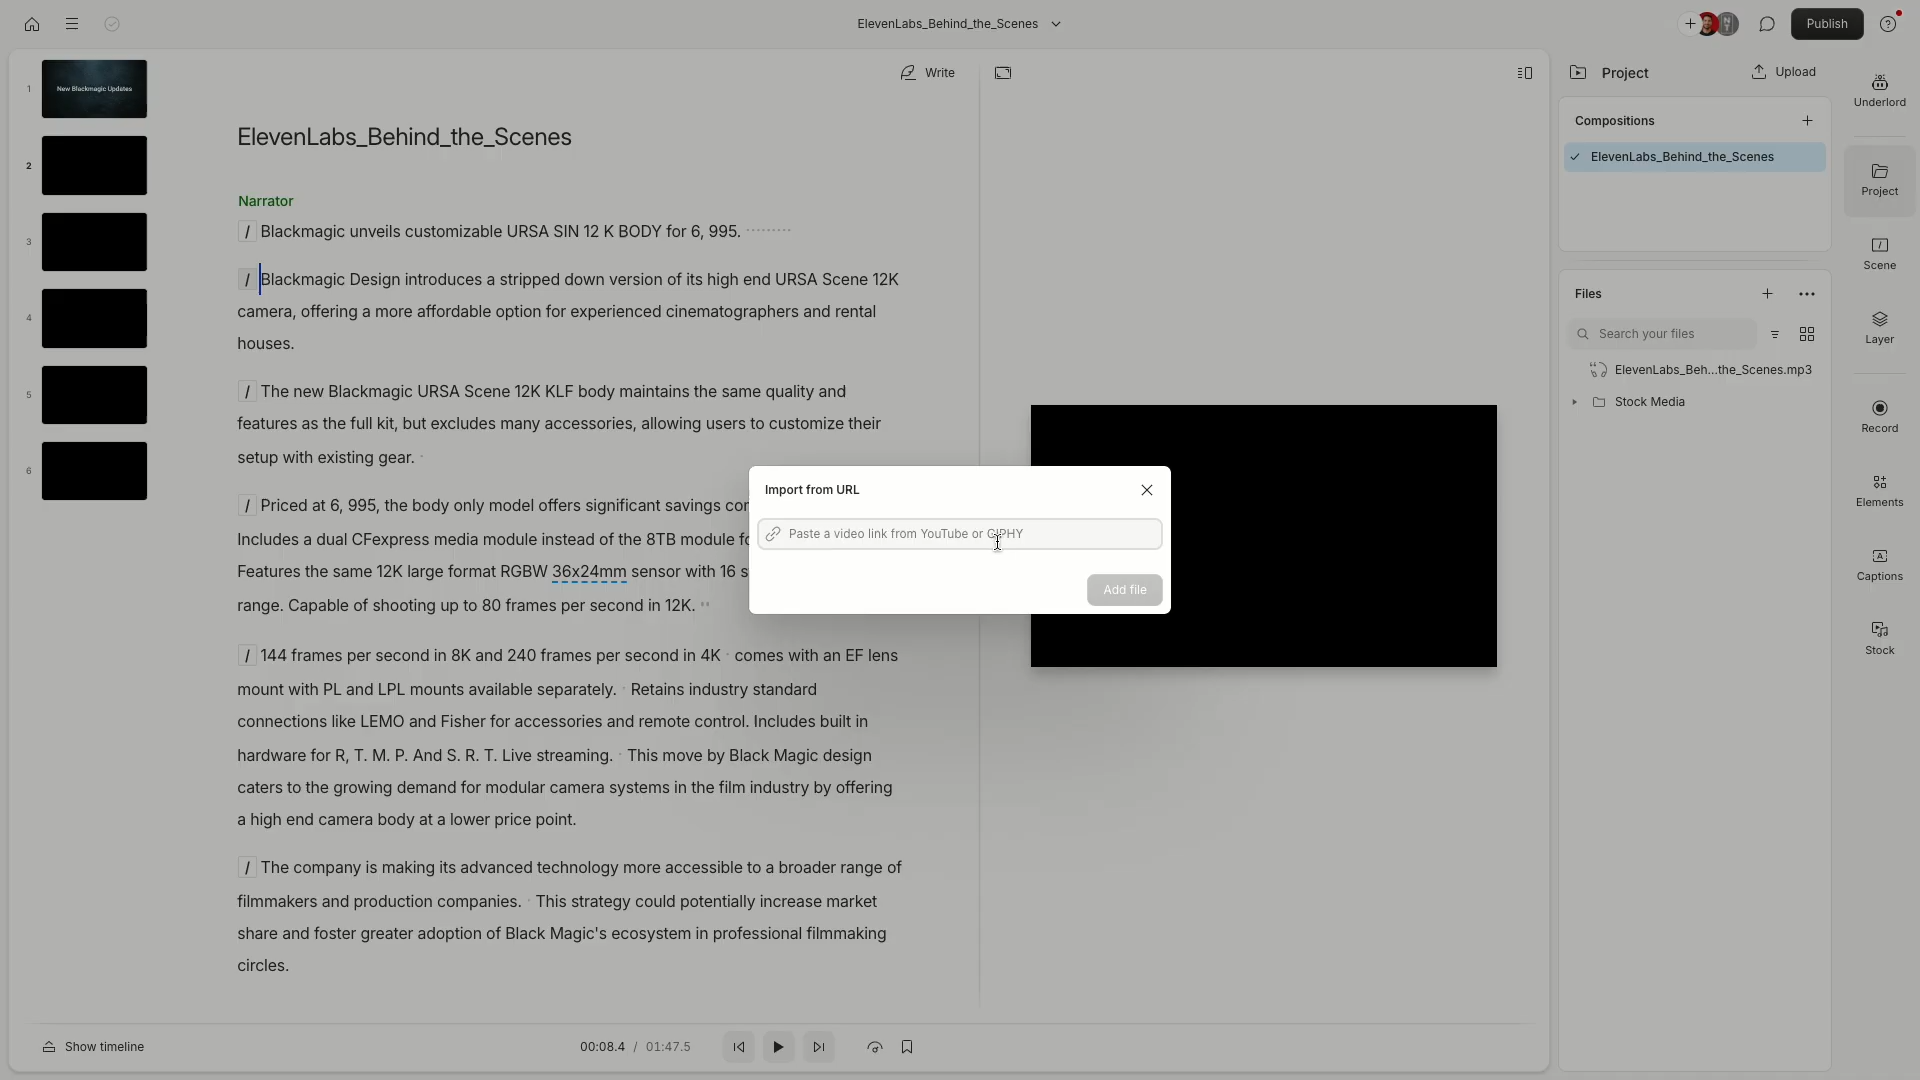 ElevenLabs_Behind_the_Scenes
Publish
1
New Blackmagic Updates
2
3
4
5
6
Write
ElevenLabs_Behind_the_Scenes
Narrator
/ Blackmagic unveils customizable URSA SIN 12 K BODY for 6, 995.
/ Blackmagic Design introduces a stripped down version of its high end URSA Scene 12K
camera, offering a more affordable option for experienced cinematographers and rental
houses.
/ The new Blackmagic URSA Scene 12K KLF body maintains the same quality and
features as the full kit, but excludes many accessories, allowing users to customize their
setup with existing gear.
/ Priced at 6, 995, the body only model offers significant savings
Includes a dual CFexpress media module instead of the 8TB module
Features the same 12K large format RGBW 36x24mm sensor with 16
range. Capable of shooting up to 80 frames per second in 12K.
/ 144 frames per second in 8K and 240 frames per second in 4K comes with an EF lens
mount with PL and LPL mounts available separately. Retains industry standard
connections like LEMO and Fisher for accessories and remote control. Includes built in
hardware for R, T. M. P. And S. R. T. Live streaming. This move by Black Magic design
caters to the growing demand for modular camera systems in the film industry by offering
a high end camera body at a lower price point.
/ The company is making its advanced technology more accessible to a broader range of
filmmakers and production companies. This strategy could potentially increase market
share and foster greater adoption of Black Magic's ecosystem in professional filmmaking
circles.
Import from URL
Paste a video link from YouTube or GIPHY
Add file
Show timeline
00:08.4 / 01:47.5
Project
Upload
Compositions
ElevenLabs_Behind_the_Scenes
Files
Search your files
ElevenLabs_Beh...the_Scenes.mp3
Stock Media
Underlord
Project
Scene
Layer
Record
Elements
Captions
Stock